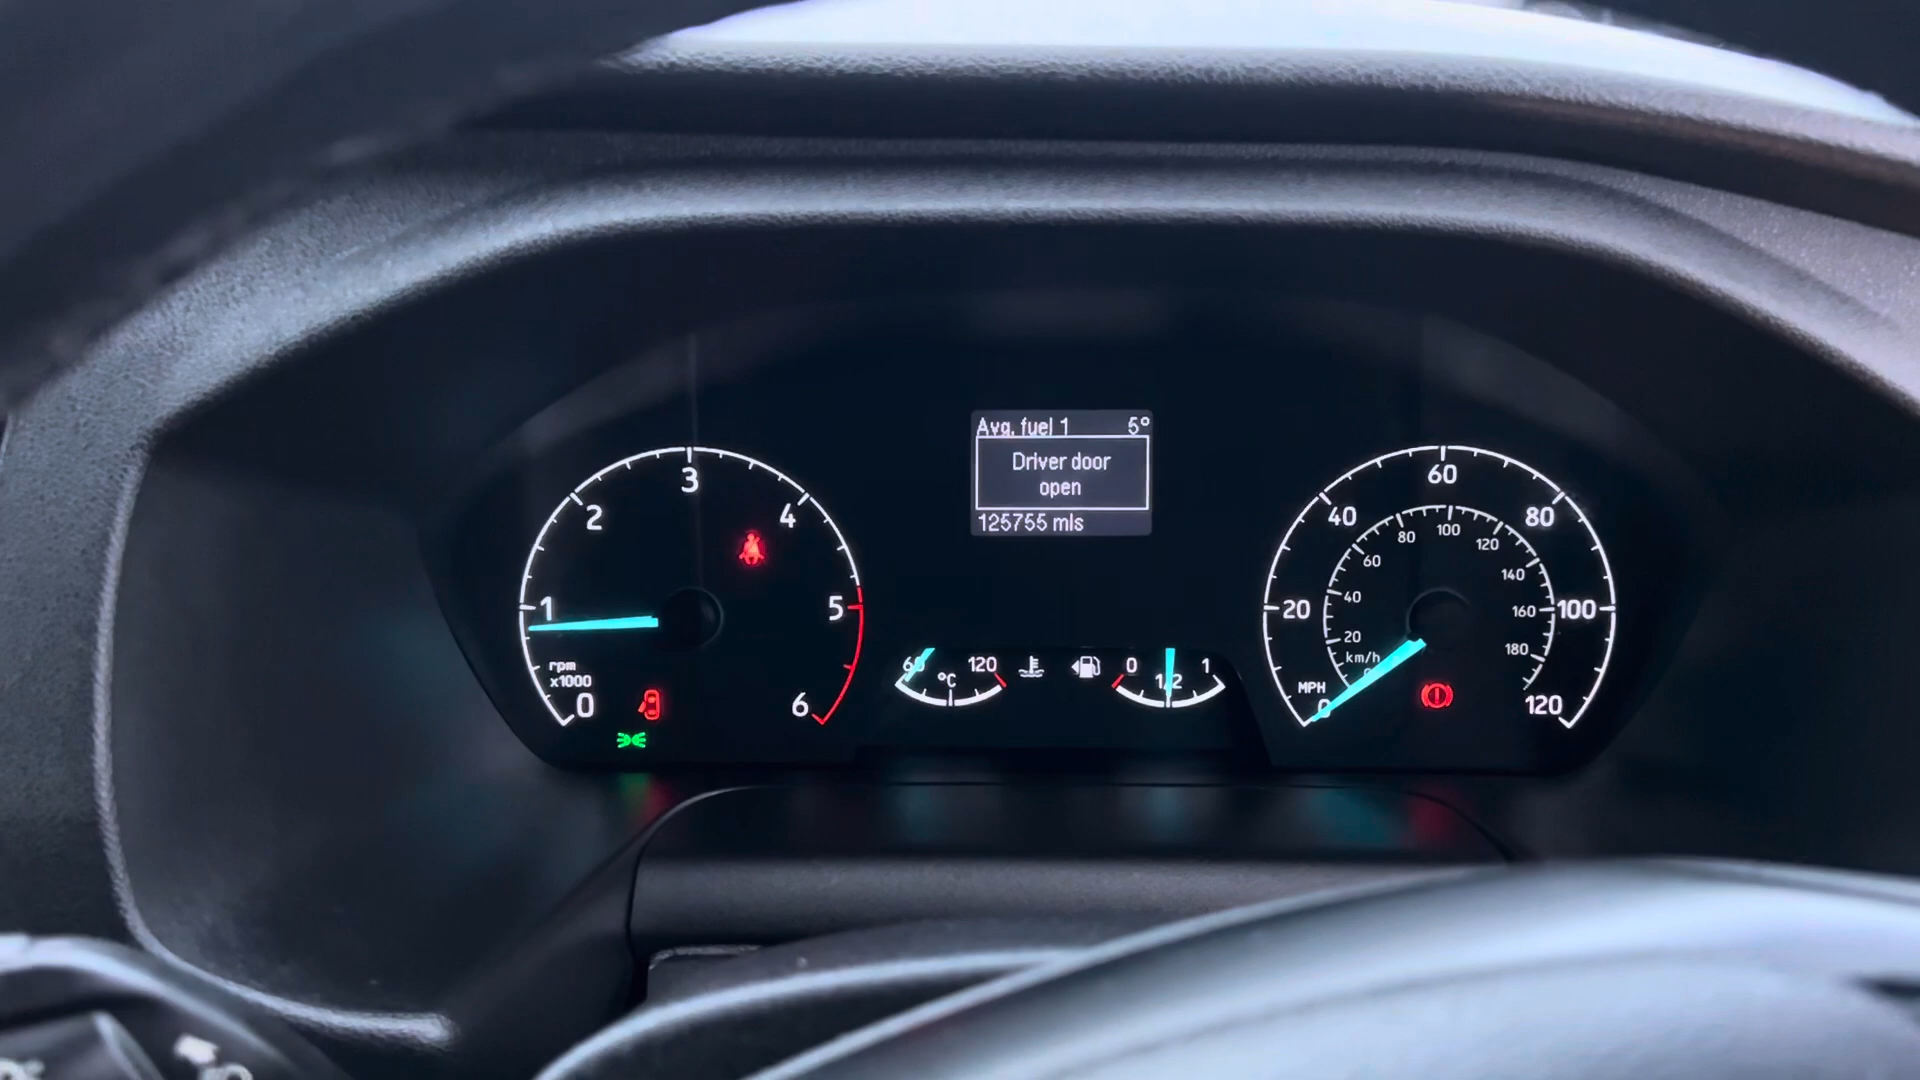 Avg. fuel 1 5°
Driver door
open
125755 mls
0 1 2 3 4 5 6
rpm
x1000
60 120
°C
0 1/2 1
0 20 40 60 80 100 120
MPH
20 40 60 80 100 120 140 160 180
km/h